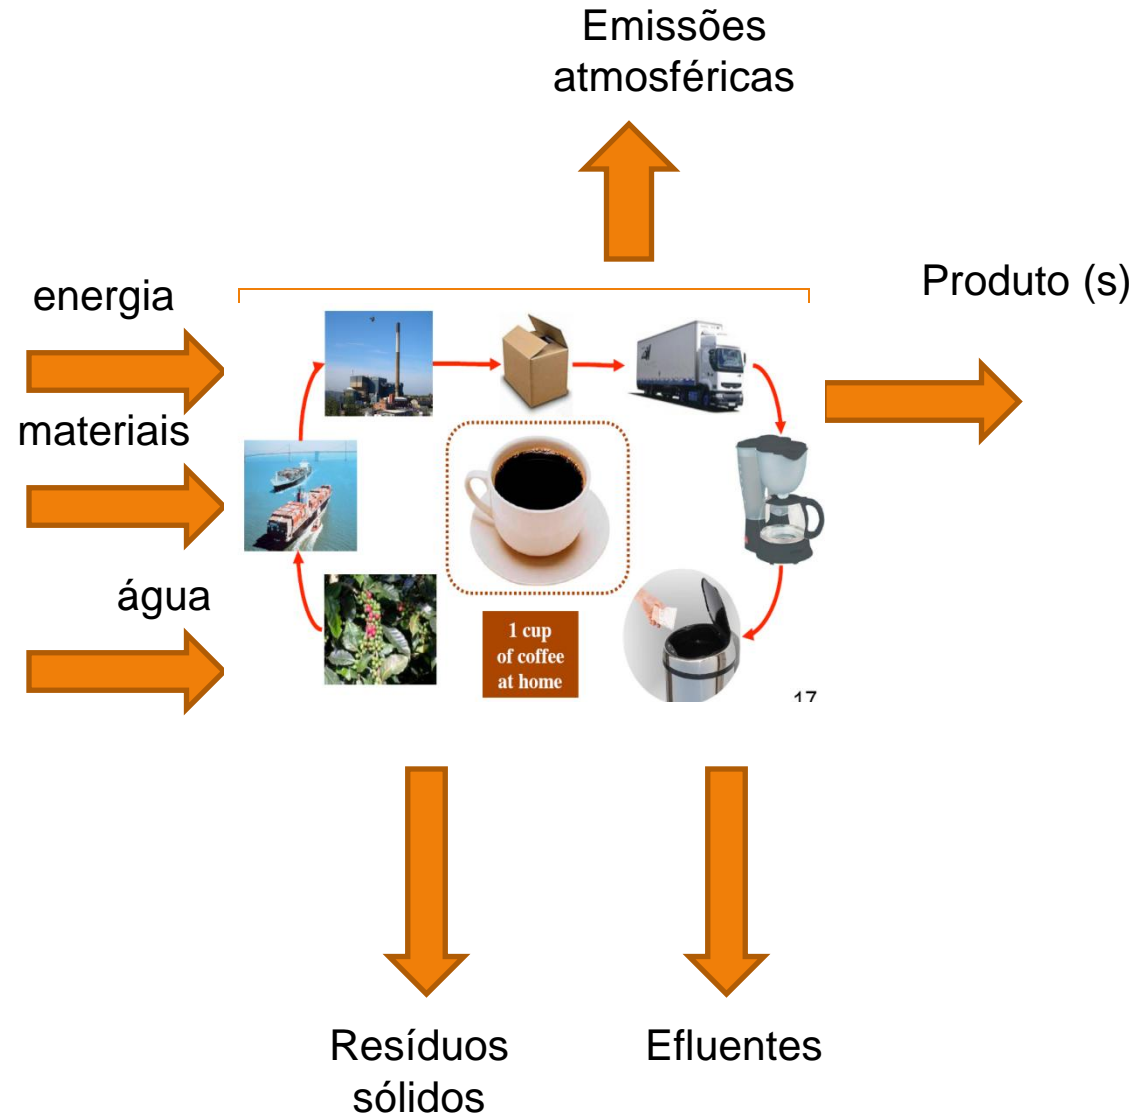 Emissões
atmosféricas
energia
Produto (s)
materiais
água
1 cup
of coffee
at home
17
Resíduos
sólidos
Efluentes